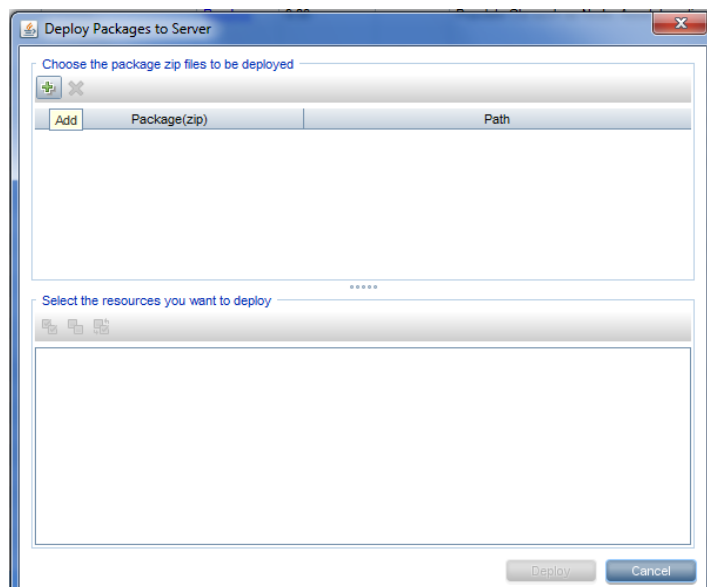 Deploy Packages to Server
Choose the package zip files to be deployed
Add
Package(zip) Path
Select the resources you want to deploy
Deploy Cancel